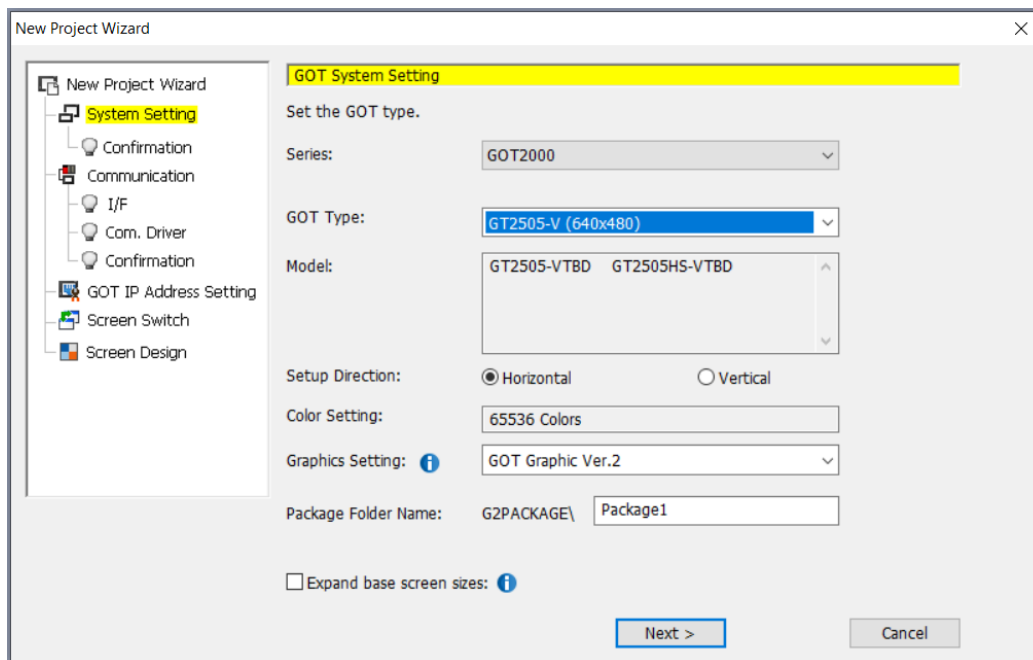 New Project Wizard
New Project Wizard
System Setting
Confirmation
Communication
I/F
Com. Driver
Confirmation
GOT IP Address Setting
Screen Switch
Screen Design
GOT System Setting
Set the GOT type.
Series: GOT2000
GOT Type: GT2505-V (640x480)
Model: GT2505-VTBD GT2505HS-VTBD
Setup Direction: Horizontal Vertical
Color Setting: 65536 Colors
Graphics Setting: GOT Graphic Ver.2
Package Folder Name: G2PACKAGE\ Package1
Expand base screen sizes:
Next > Cancel